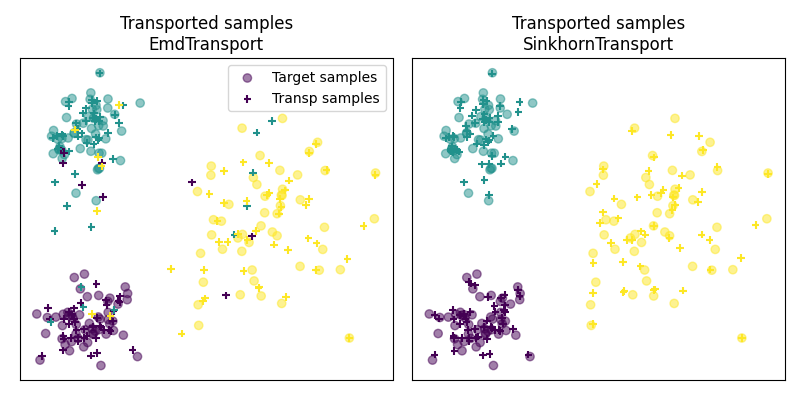 Transported samples
EmdTransport
Target samples
Transp samples
Transported samples
SinkhornTransport